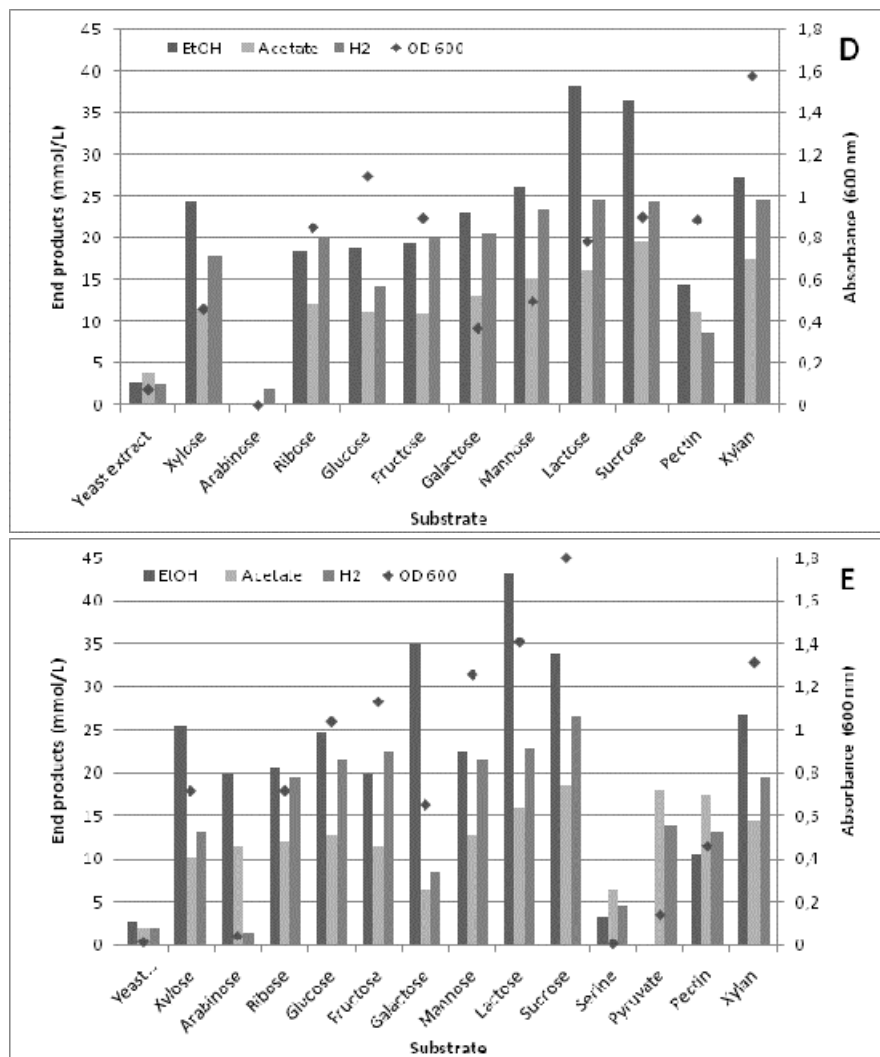 D
EtOH Acetate H2 OD 600
45
40
35
30
25
20
15
10
5
0
End products (mmol/L)
1,8
1,6
1,4
1,2
1
0,8
0,6
0,4
0,2
0
Absorbance (600 nm)
Yeast extract
Xylose
Arabinose
Ribose
Glucose
Fructose
Galactose
Mannose
Lactose
Sucrose
Pectin
Xylan
Substrate
E
EtOH Acetate H2 OD 600
45
40
35
30
25
20
15
10
5
0
End products (mmol/L)
1,8
1,6
1,4
1,2
1
0,8
0,6
0,4
0,2
0
Absorbance (600 nm)
Yeast...
Xylose
Arabinose
Ribose
Glucose
Fructose
Galactose
Mannose
Lactose
Sucrose
Serine
Pyruvate
Pectin
Xylan
Substrate